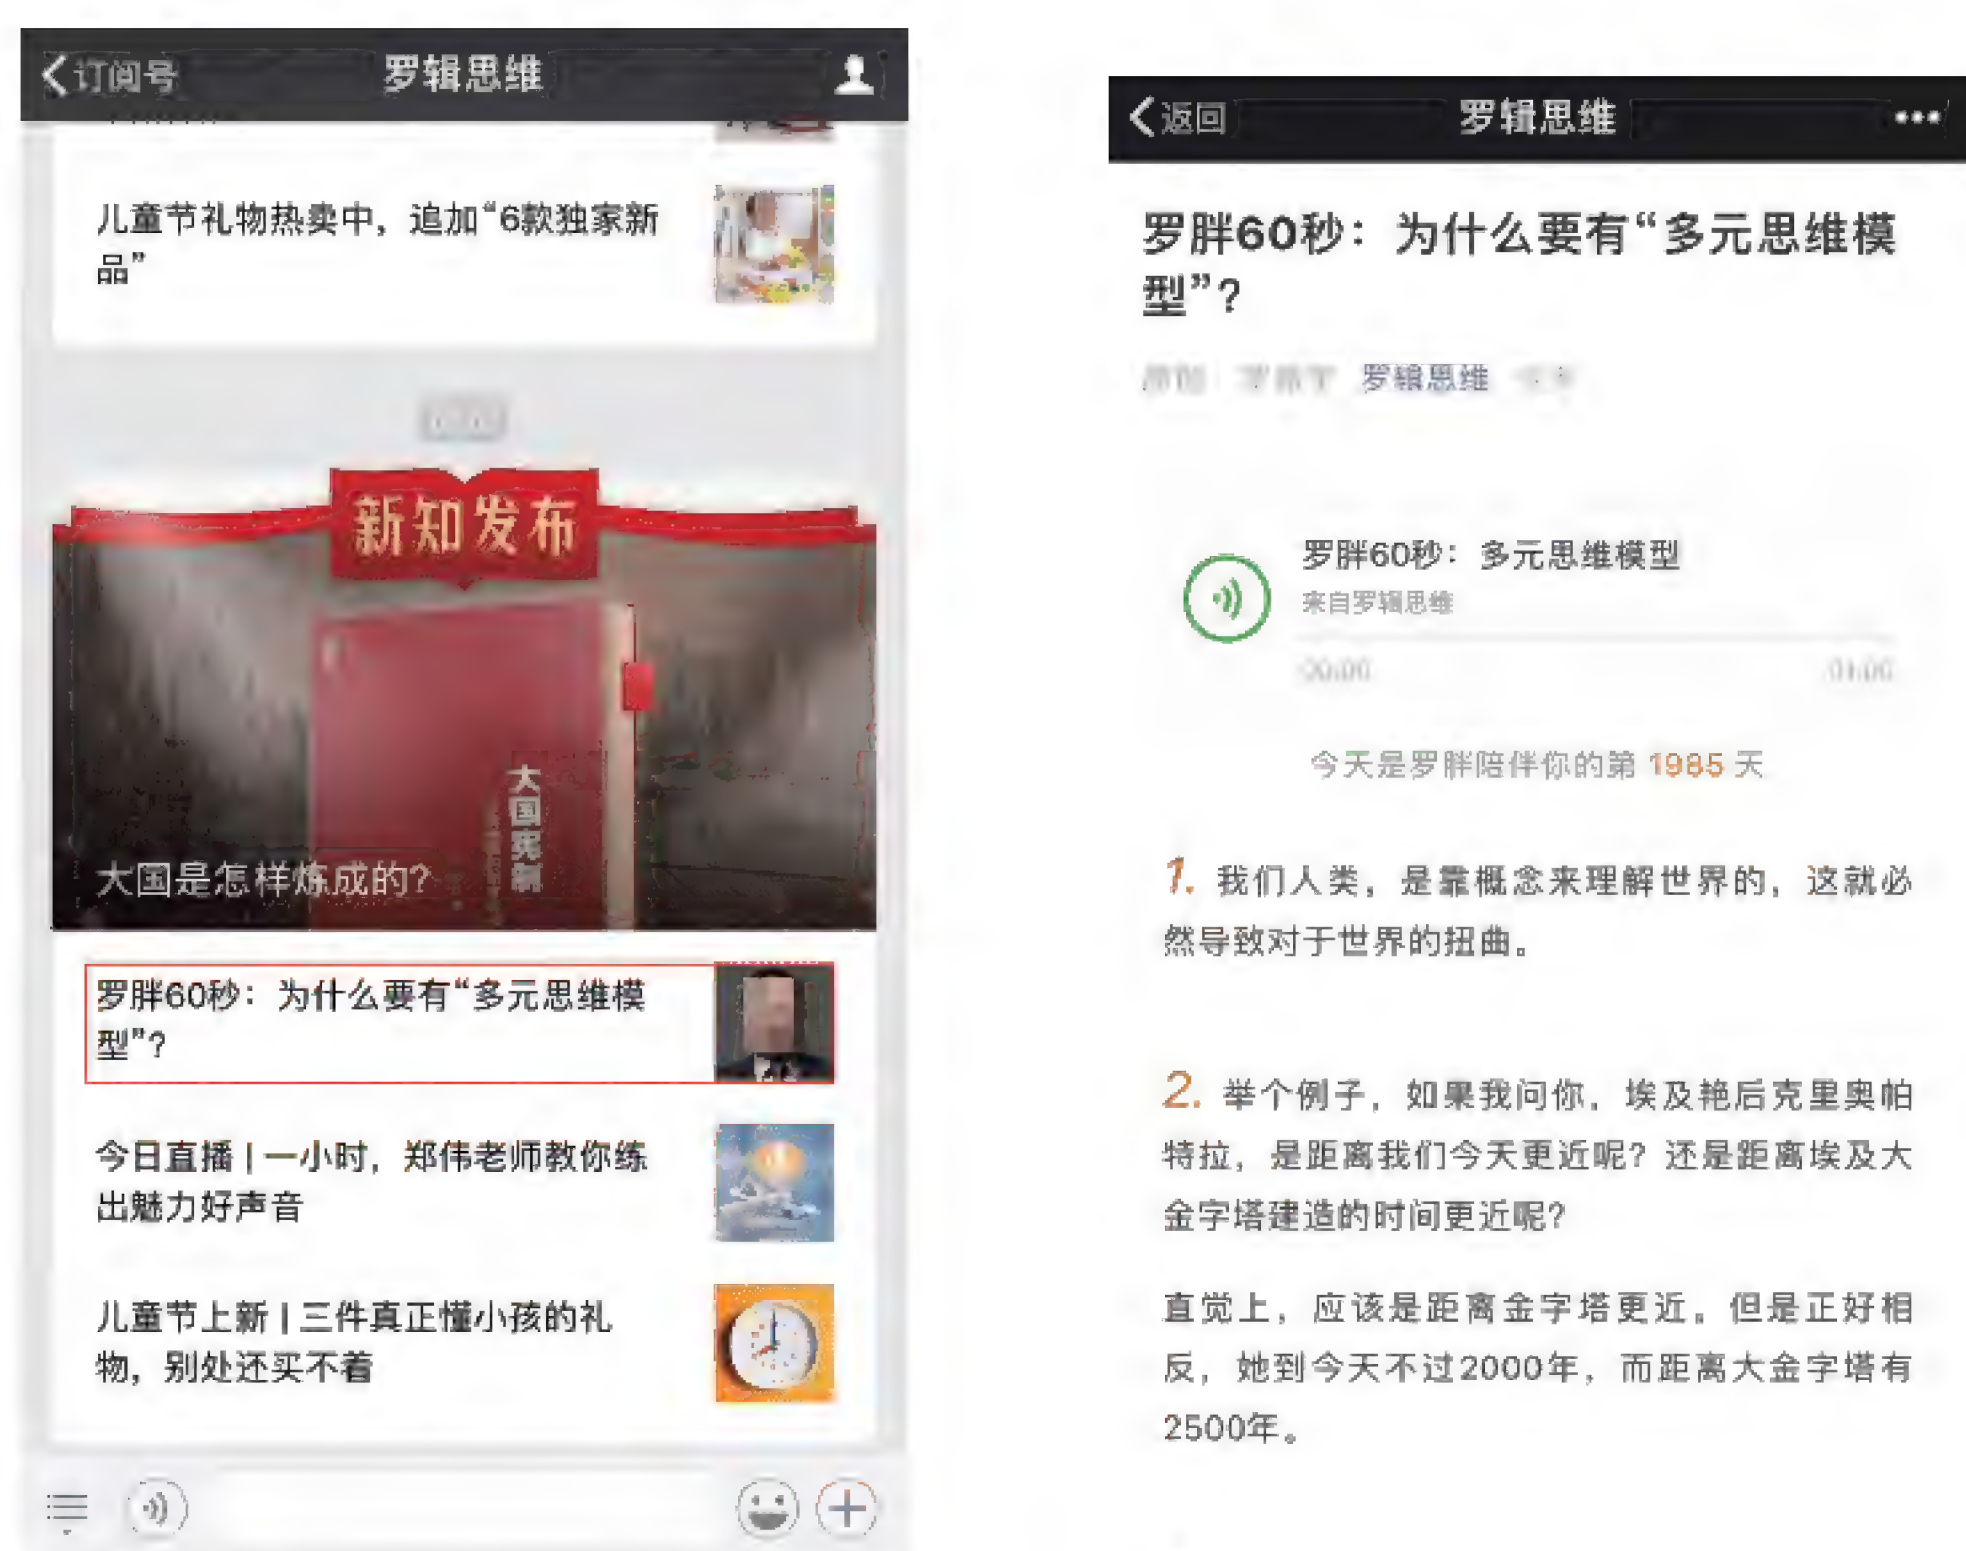 订阅号
罗辑思维
儿童节礼物热卖中，追加“6款独家新
品”
新知发布
大国宪制
大国是怎样炼成的？
罗胖60秒：为什么要有“多元思维模
型”？
今日直播 | 一小时，郑伟老师教你练
出魅力好声音
儿童节上新 | 三件真正懂小孩的礼
物，别处还买不着
返回
罗辑思维
罗胖60秒：为什么要有“多元思维模
型”？
罗辑思维
罗胖60秒：多元思维模型
来自罗辑思维
00:00
01:00
今天是罗胖陪伴你的第 1985 天
1. 我们人类，是靠概念来理解世界的，这就必
然导致对于世界的扭曲。
2. 举个例子，如果我问你，埃及艳后克里奥帕
特拉，是距离我们今天更近呢？还是距离埃及大
金字塔建造的时间更近呢？
直觉上，应该是距离金字塔更近。但是正好相
反，她到今天不过2000年，而距离大金字塔有
2500年。